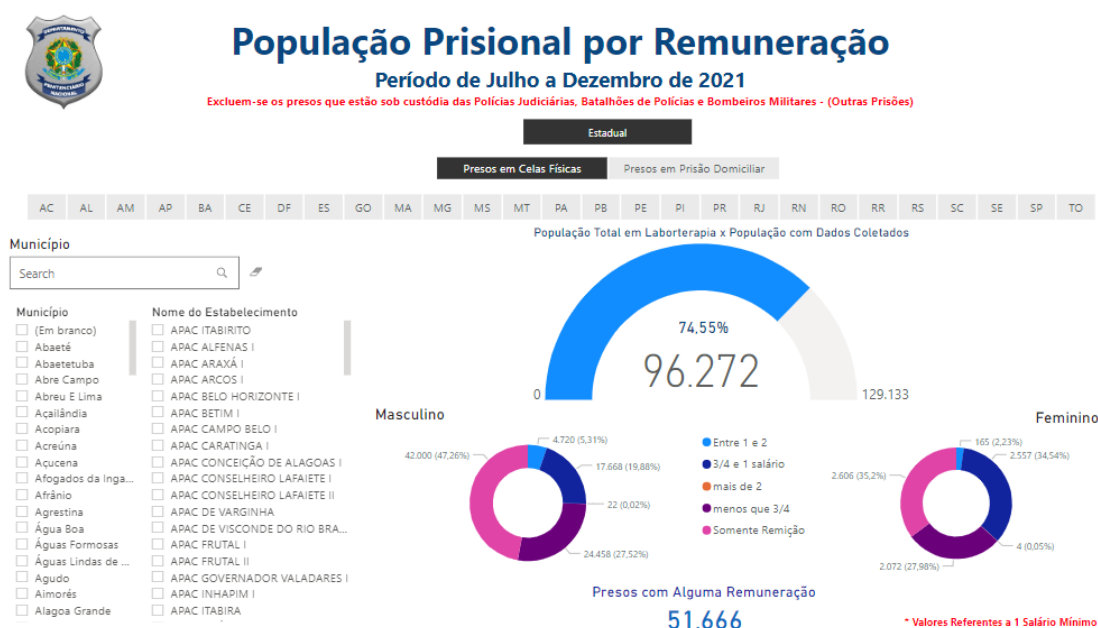 DEPARTAMENTO
PENITENCIÁRIO
NACIONAL
População Prisional por Remuneração
Período de Julho a Dezembro de 2021
Excluem-se os presos que estão sob custódia das Polícias Judiciárias, Batalhões de Polícias e Bombeiros Militares - (Outras Prisões)
Estadual
Presos em Celas Físicas
Presos em Prisão Domiciliar
AC AL AM AP BA CE DF ES GO MA MG MS MT PA PB PE PI PR RJ RN RO RR RS SC SE SP TO
Município
Search
Município
(Em branco)
Abaeté
Abaetetuba
Abre Campo
Abreu E Lima
Açailândia
Acopiara
Acreúna
Açucena
Afogados da Inga...
Afrânio
Agrestina
Água Boa
Águas Formosas
Águas Lindas de ...
Agudo
Aimorés
Alagoa Grande
Nome do Estabelecimento
APAC ITABIRITO
APAC ALFENAS I
APAC ARAXÁ I
APAC ARCOS I
APAC BELO HORIZONTE I
APAC BETIM I
APAC CAMPO BELO I
APAC CARATINGA I
APAC CONCEIÇÃO DE ALAGOAS I
APAC CONSELHEIRO LAFAIETE I
APAC CONSELHEIRO LAFAIETE II
APAC DE VARGINHA
APAC DE VISCONDE DO RIO BRA...
APAC FRUTAL I
APAC FRUTAL II
APAC GOVERNADOR VALADARES I
APAC INHAPIM I
APAC ITABIRA
População Total em Laborterapia x População com Dados Coletados
74,55%
96.272
0
129.133
Masculino
4.720 (5,31%)
17.668 (19,88%)
22 (0,02%)
24.458 (27,52%)
42.000 (47,26%)
Entre 1 e 2
3/4 e 1 salário
mais de 2
menos que 3/4
Somente Remição
Feminino
165 (2,23%)
2.557 (34,54%)
4 (0,05%)
2.072 (27,98%)
2.606 (35,2%)
Presos com Alguma Remuneração
51.666
* Valores Referentes a 1 Salário Mínimo